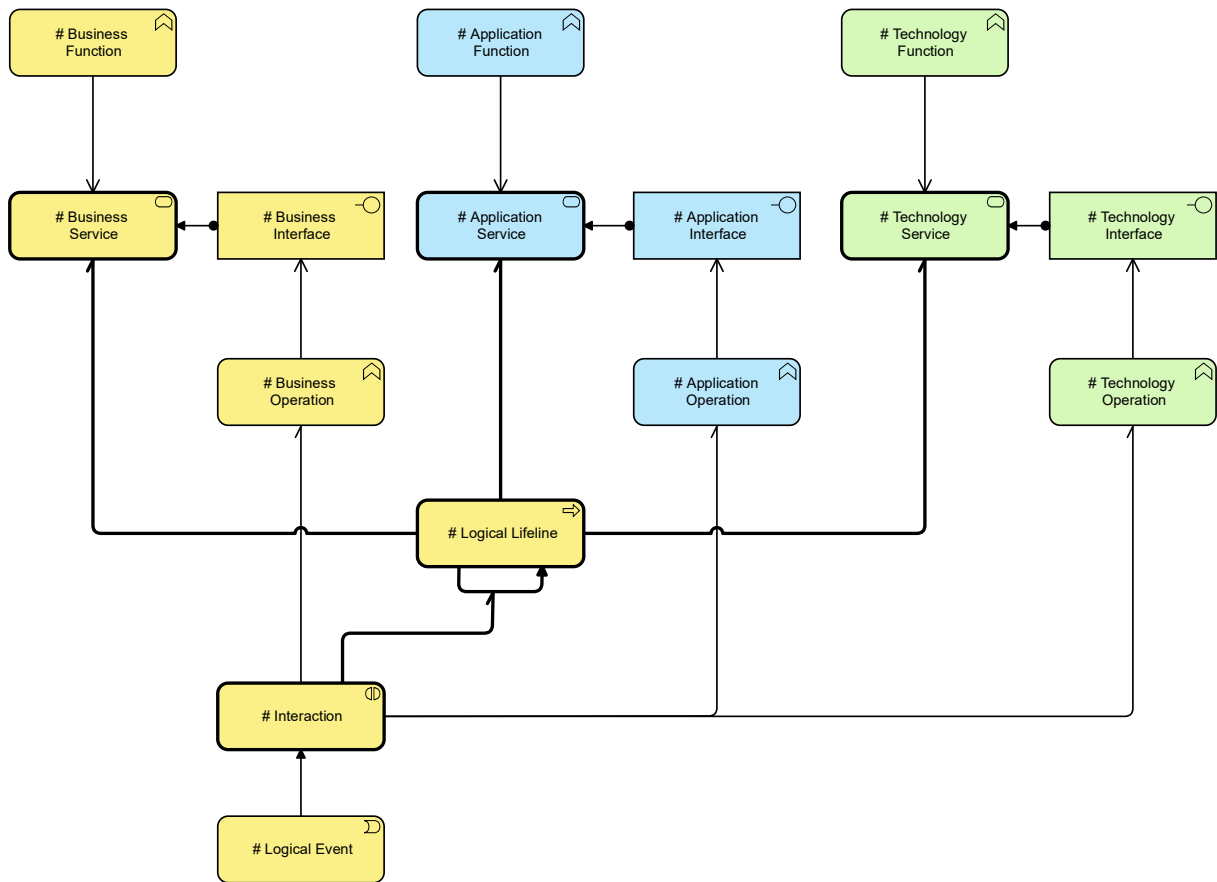 # Business
Function
# Application
Function
# Technology
Function
# Business
Service
# Business
Interface
# Application
Service
# Application
Interface
# Technology
Service
# Technology
Interface
# Business
Operation
# Application
Operation
# Technology
Operation
# Logical Lifeline
# Interaction
# Logical Event